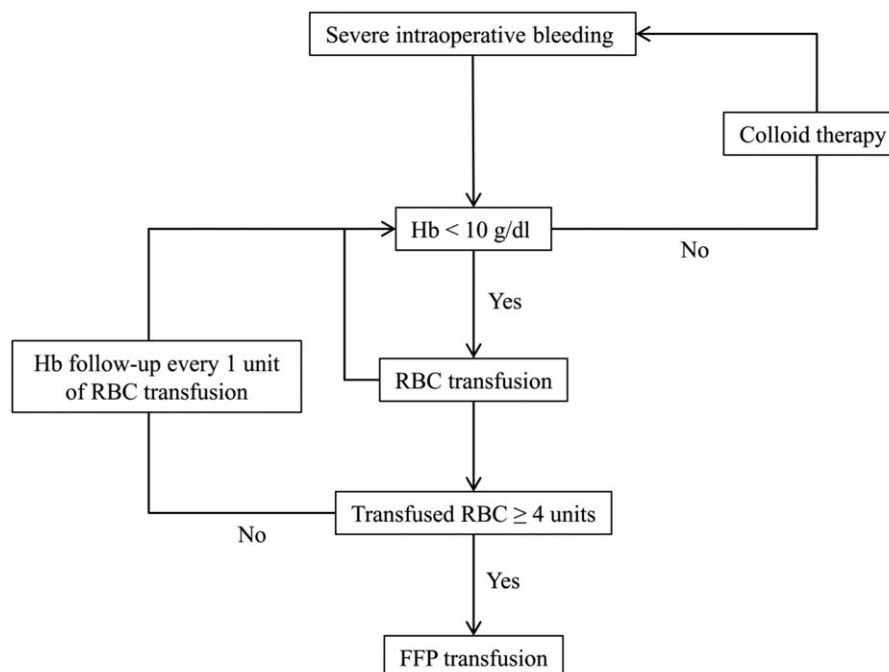 Severe intraoperative bleeding
Colloid therapy
Hb < 10 g/dl
No
Yes
Hb follow-up every 1 unit
of RBC transfusion
RBC transfusion
Transfused RBC ≥ 4 units
No
Yes
FFP transfusion